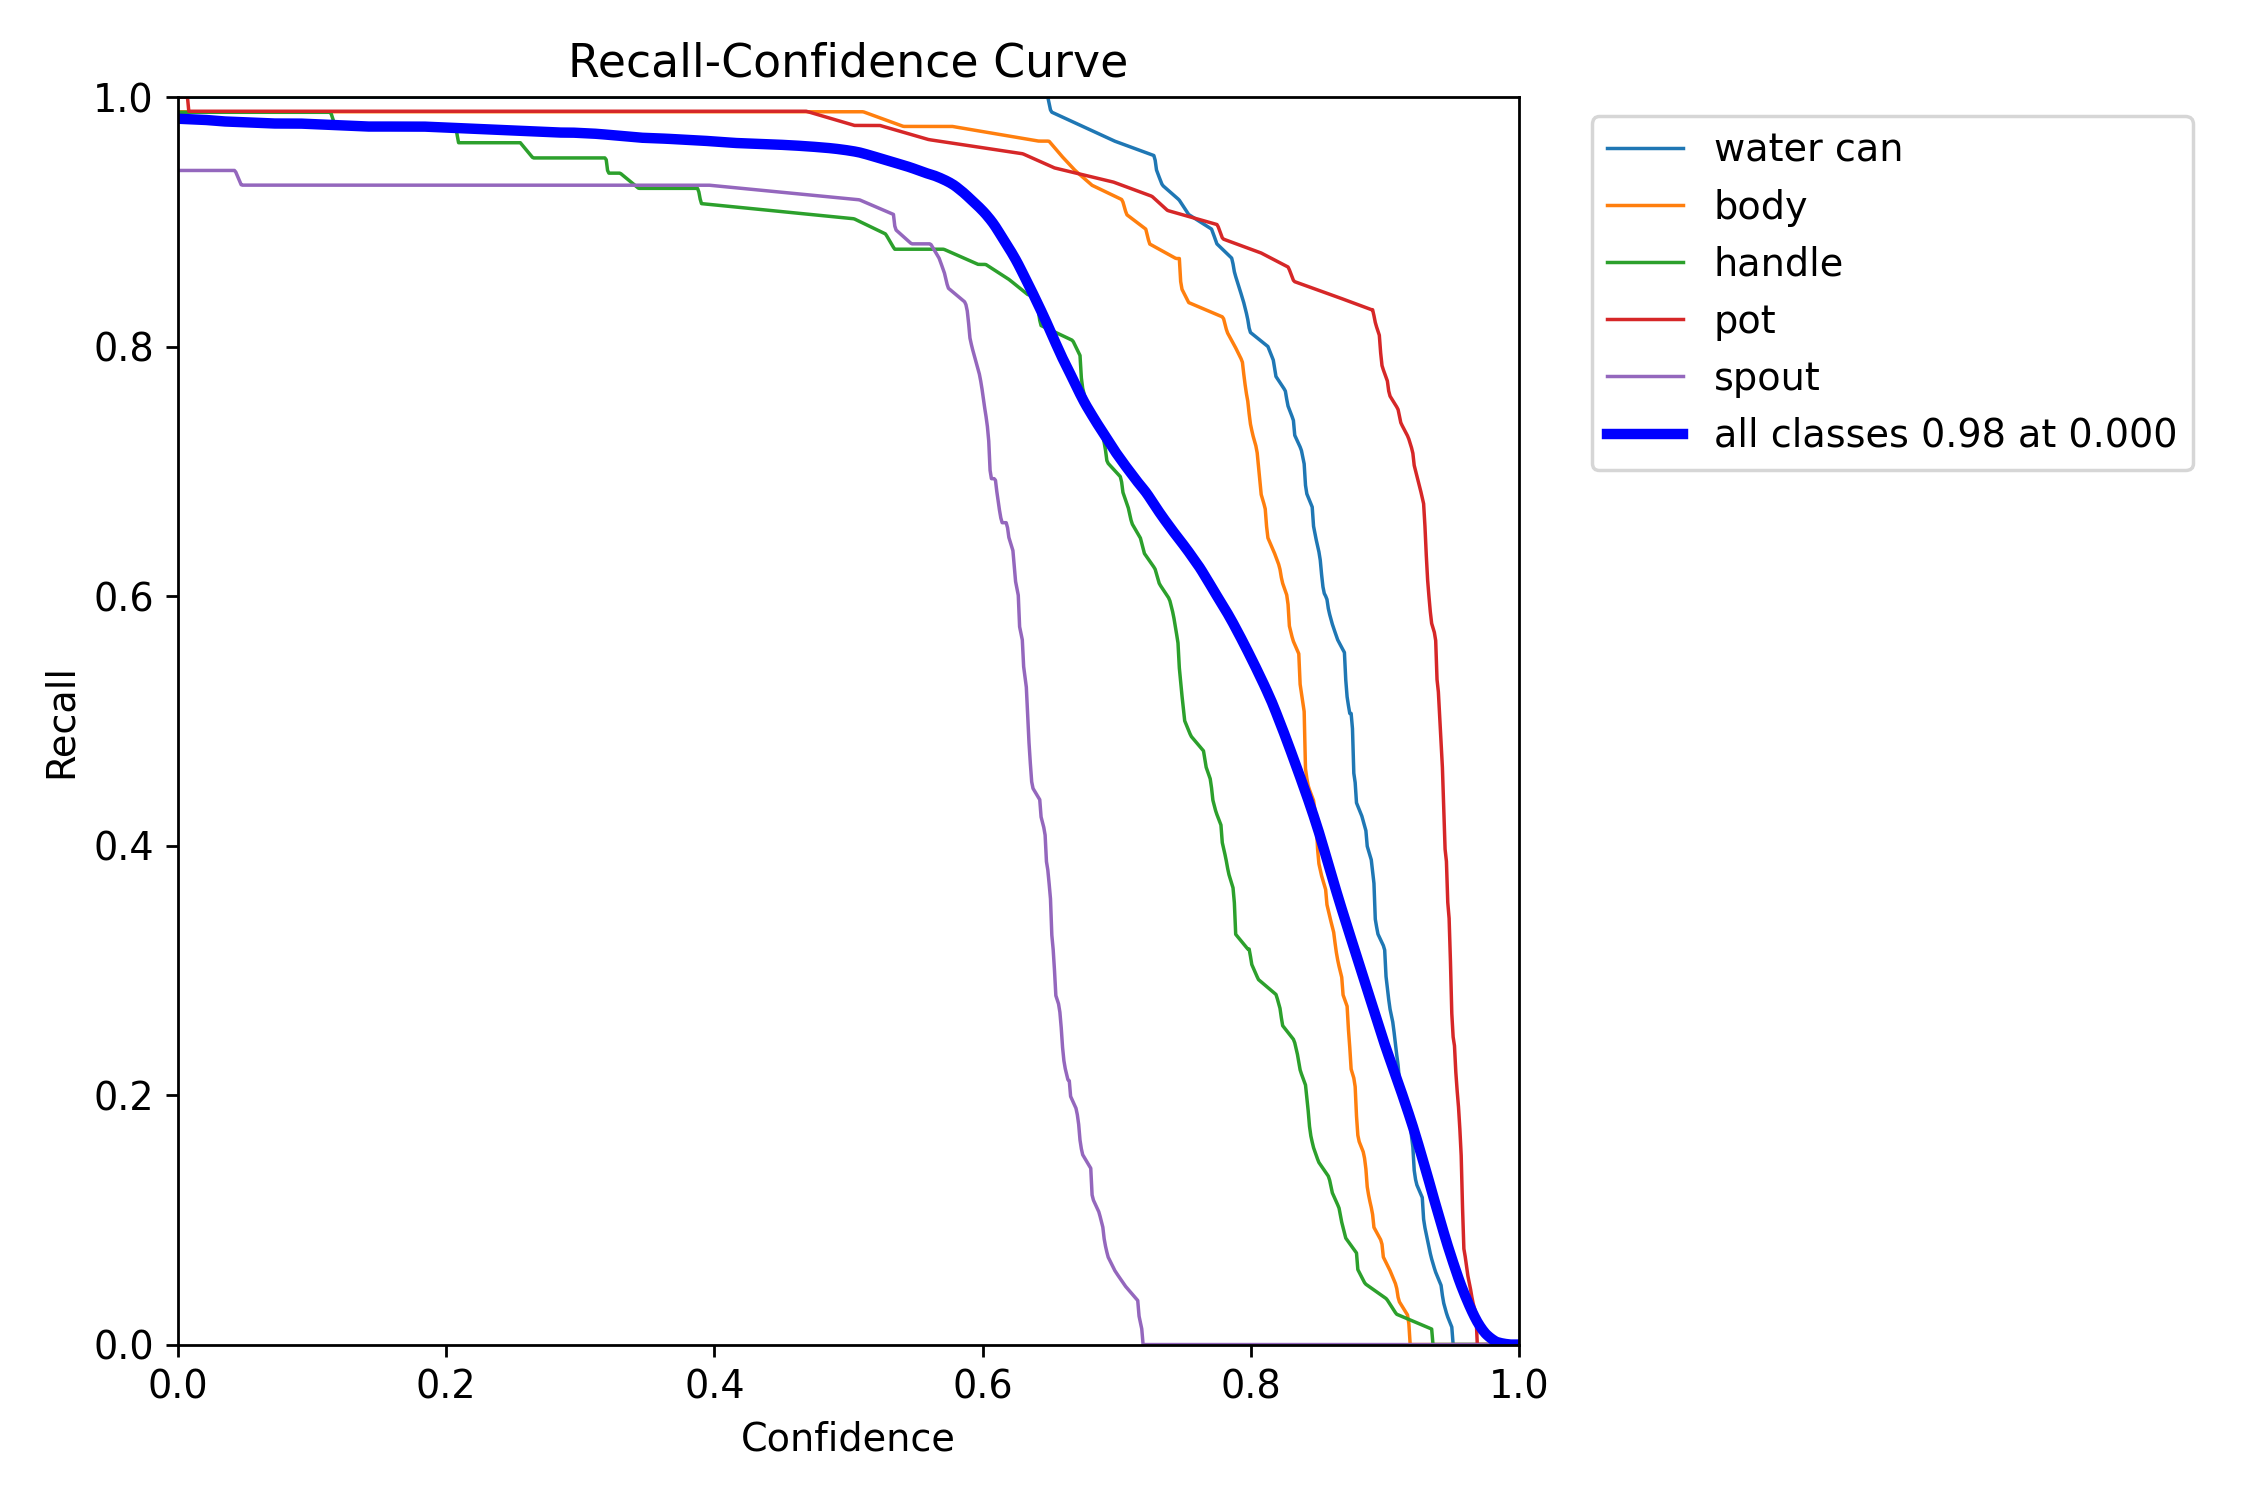 Recall-Confidence Curve
1.0
0.8
0.6
0.4
0.2
0.0
Recall
0.0 0.2 0.4 0.6 0.8 1.0
Confidence
water can
body
handle
pot
spout
all classes 0.98 at 0.000